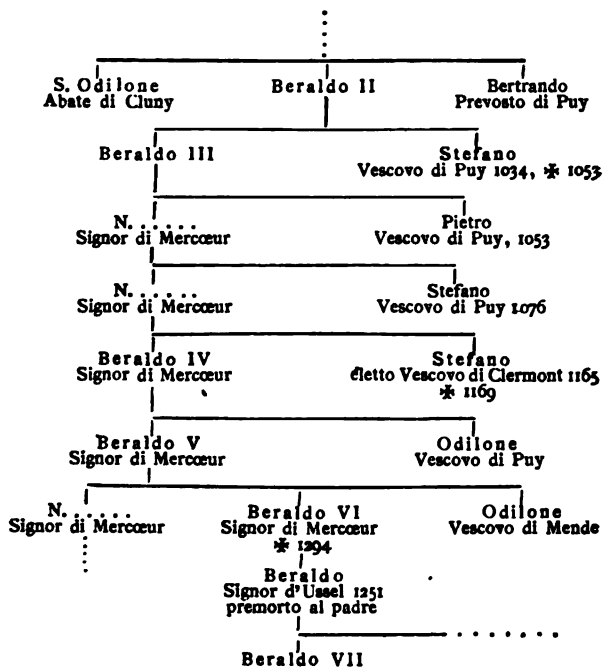 S. Odilone
Abate di Cluny
Beraldo II
Bertrando
Prevosto di Puy
Beraldo III
Stefano
Vescovo di Puy 1034, ✠ 1053
N. . . . . . .
Signor di Mercœur
Pietro
Vescovo di Puy, 1053
N. . . . . . .
Signor di Mercœur
Stefano
Vescovo di Puy 1076
Beraldo IV
Signor di Mercœur
Stefano
eletto Vescovo di Clermont 1165
✠ 1169
Beraldo V
Signor di Mercœur
Odilone
Vescovo di Puy
N. . . . . . .
Signor di Mercœur
Beraldo VI
Signor di Mercœur
✠ 1294
Odilone
Vescovo di Mende
Beraldo
Signor d'Ussel 1251
premorto al padre
Beraldo VII